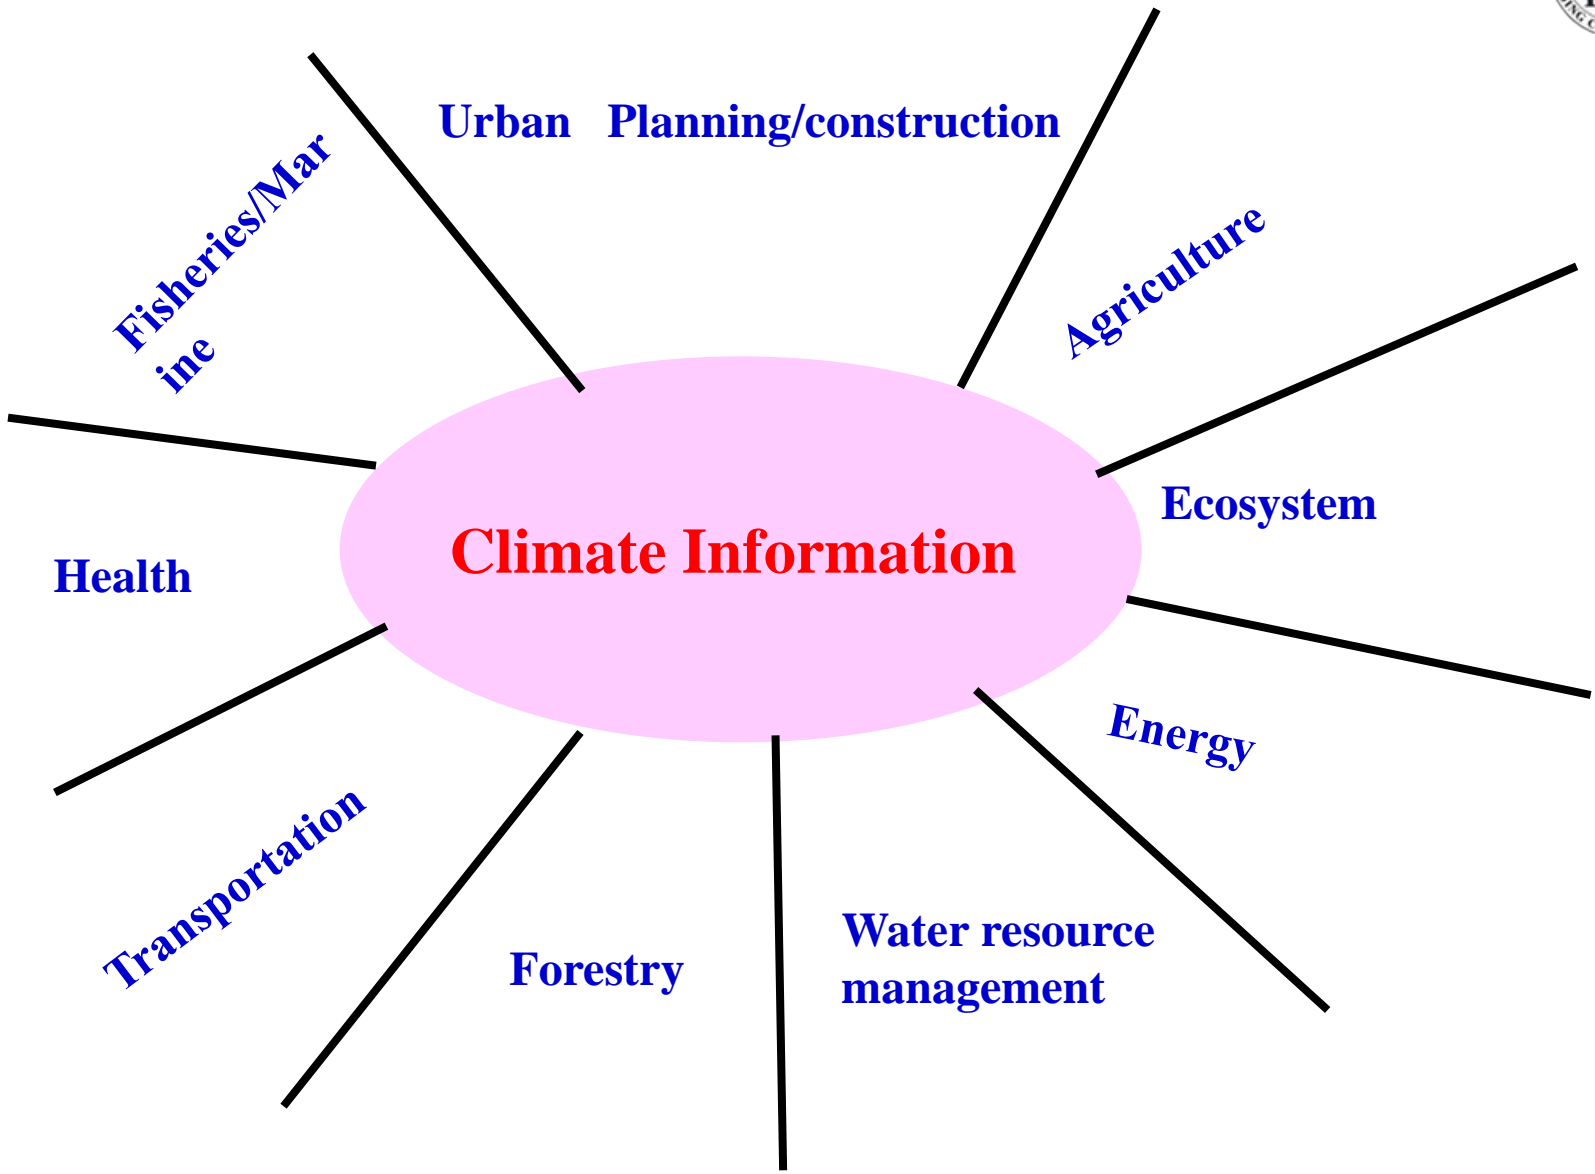 Urban Planning/construction
Fisheries/Mar
ine
Agriculture
Ecosystem
Climate Information
Health
Energy
Transportation
Forestry
Water resource
management